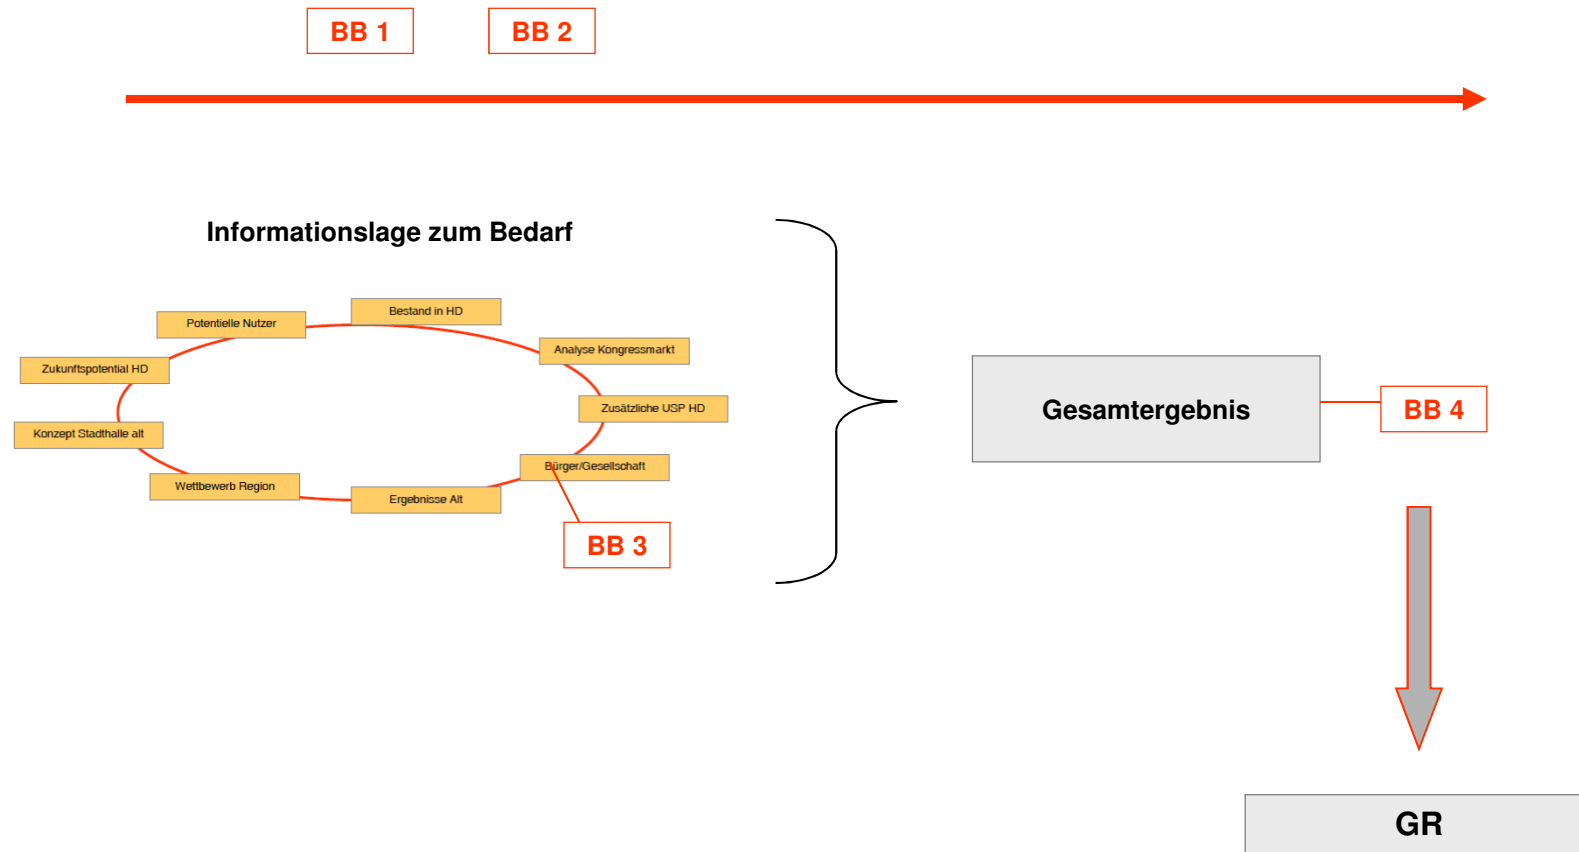 BB 1
BB 2
Informationslage zum Bedarf
Bestand in HD
Potentielle Nutzer
Analyse Kongressmarkt
Zukunftspotential HD
Zusätzliche USP HD
Konzept Stadthalle alt
Bürger/Gesellschaft
Wettbewerb Region
Ergebnisse Alt
BB 3
Gesamtergebnis
BB 4
GR